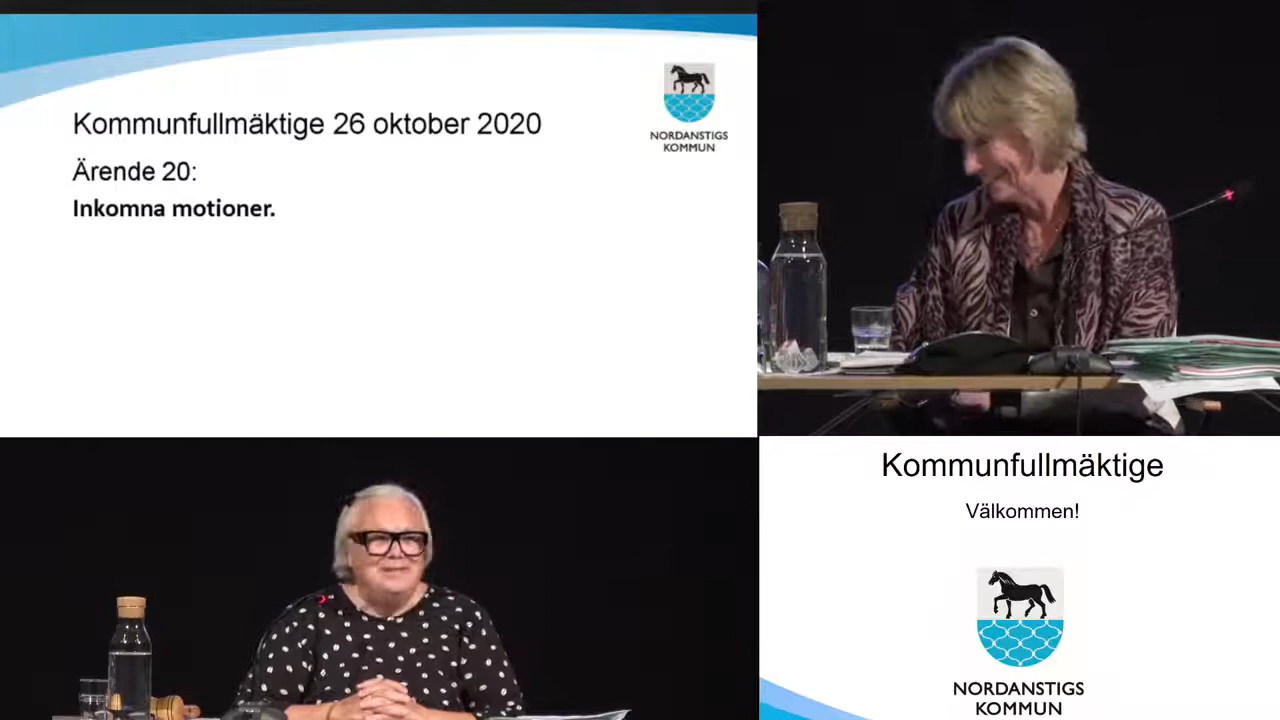 Kommunfullmäktige 26 oktober 2020
Ärende 20:
Inkomna motioner.
NORDANSTIGS
KOMMUN
Kommunfullmäktige
Välkommen!
NORDANSTIGS
KOMMUN